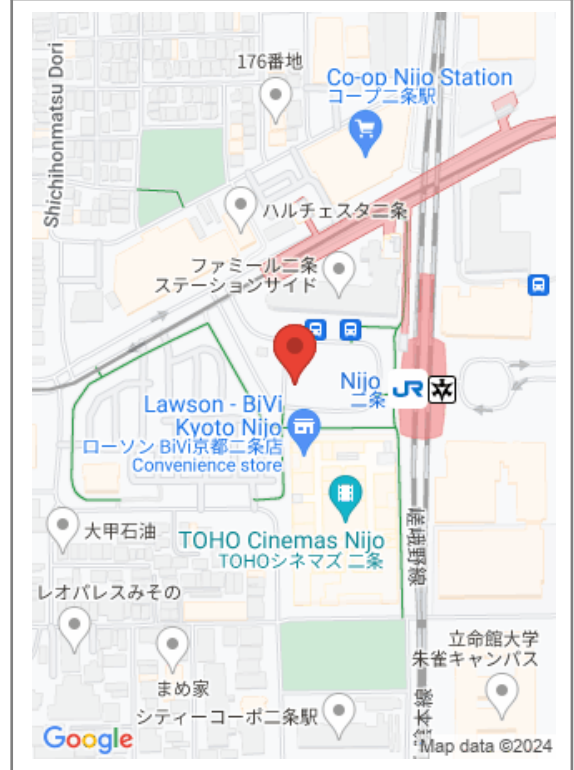 176番地
Co-op Nijo Station
コープ二条駅
Shichihonmatsu Dori
ハルチェスタ二条
ファミール二条
ステーションサイド
Nijo
二条
JR
Lawson - BiVi
Kyoto Nijo
ローソン BiVi京都二条店
Convenience store
TOHO Cinemas Nijo
TOHOシネマズ 二条
大甲石油
嵯峨野線
レオパレスみその
立命館大学
朱雀キャンパス
まめ家
シティーコーポ二条駅
本線
Google
Map data ©2024